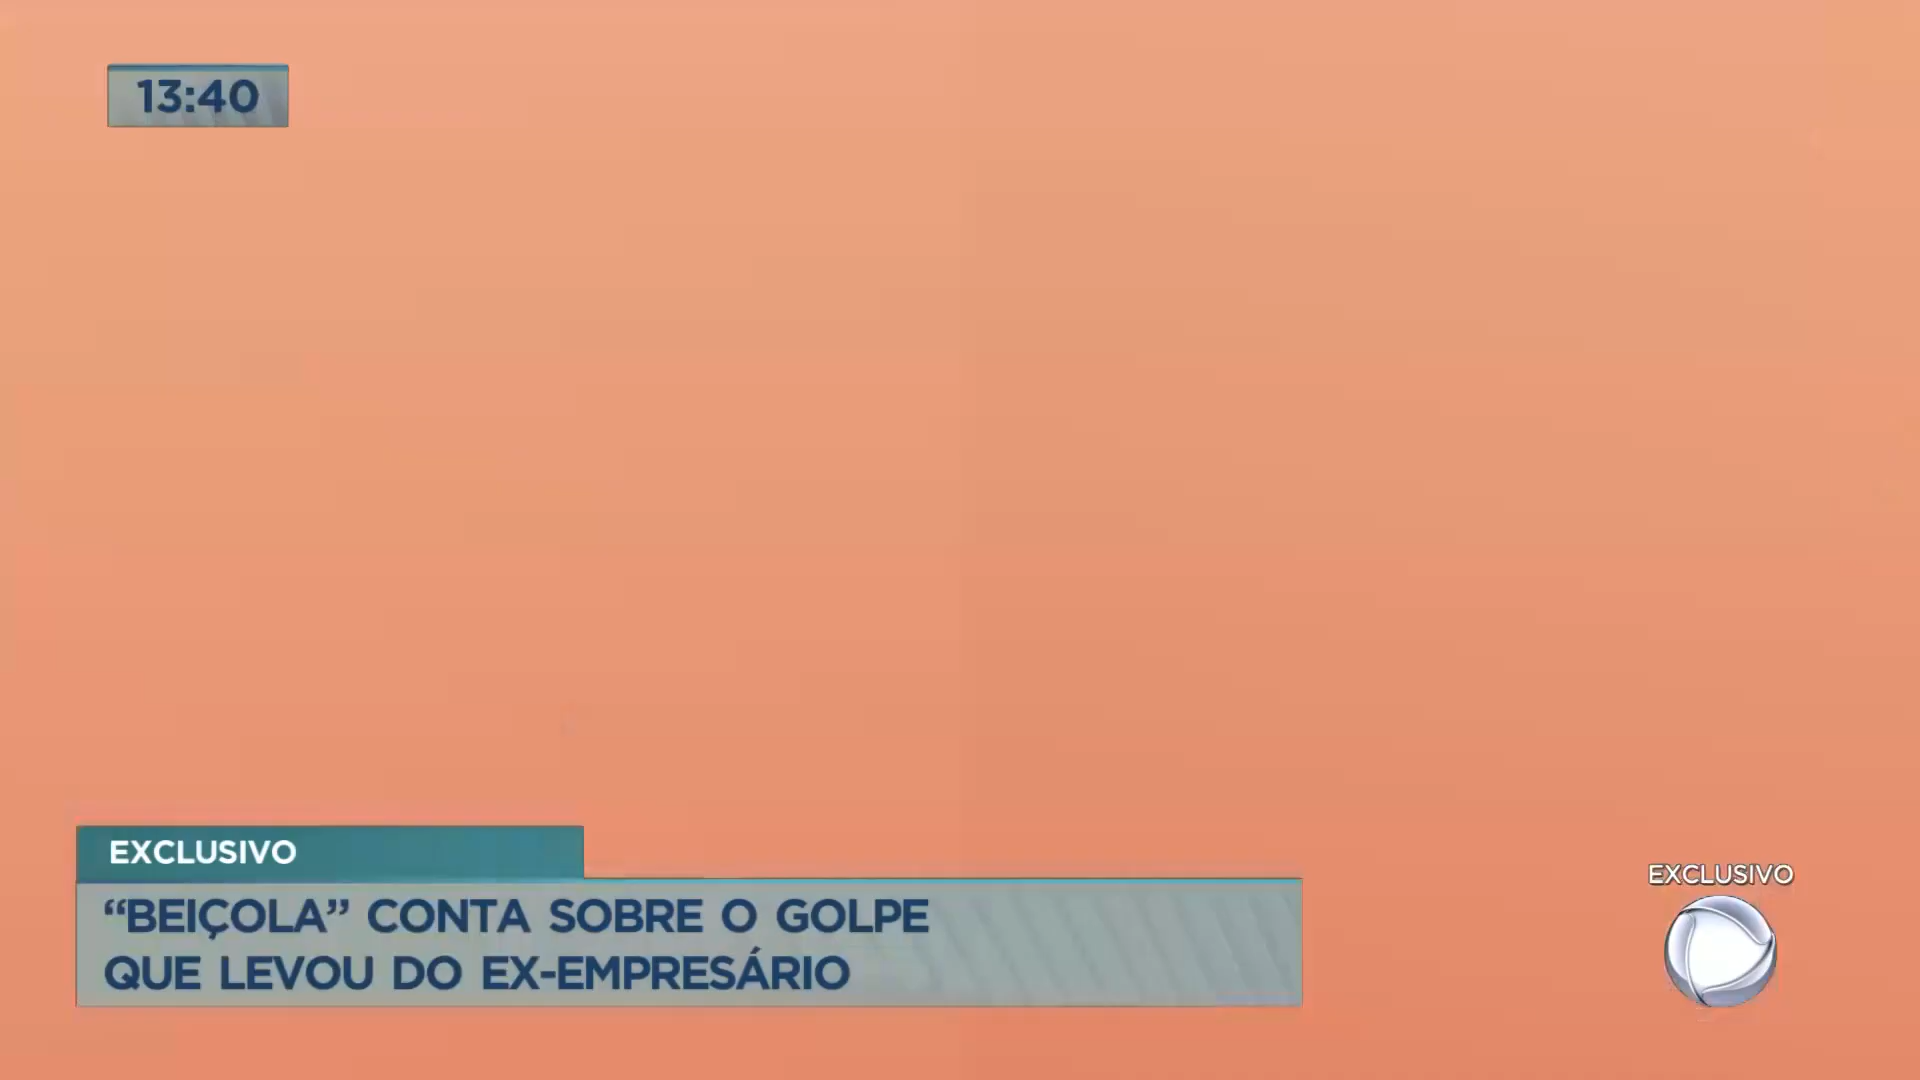 13:40
EXCLUSIVO
“BEIÇOLA” CONTA SOBRE O GOLPE
QUE LEVOU DO EX-EMPRESÁRIO
EXCLUSIVO